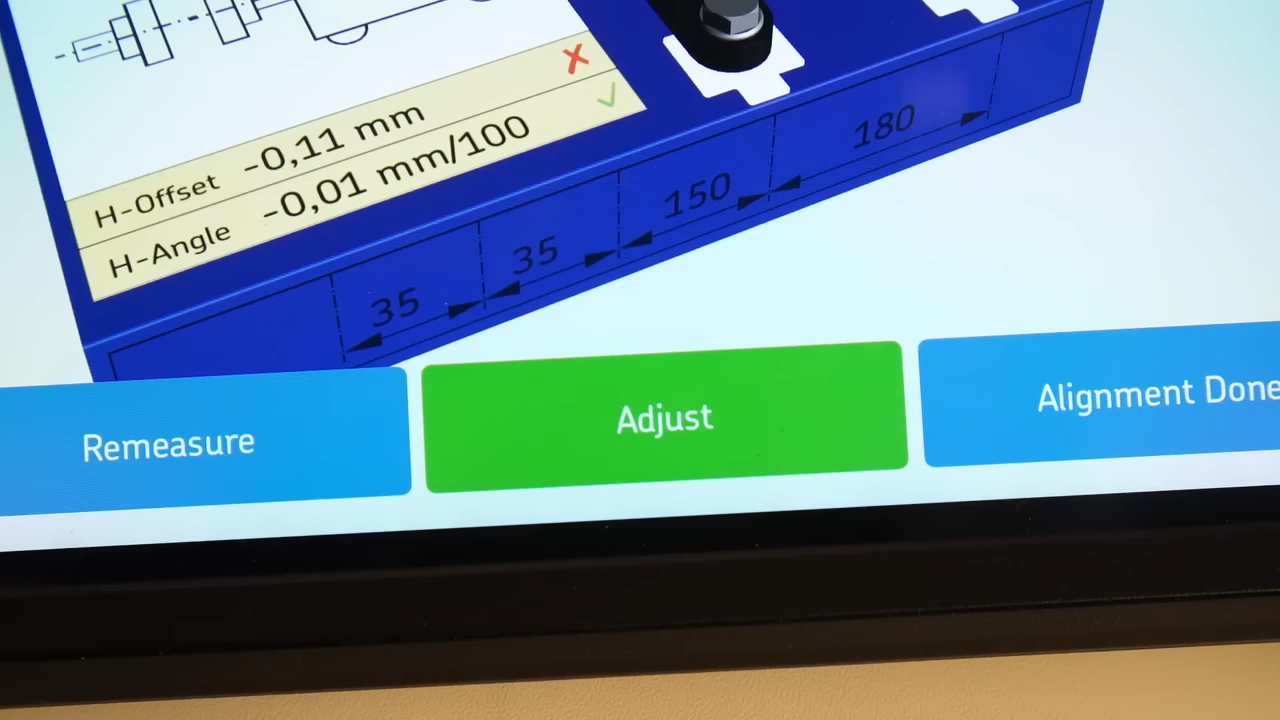 H-Offset -0,11 mm
H-Angle -0,01 mm/100
35 35 150 180
Remeasure Adjust Alignment Done